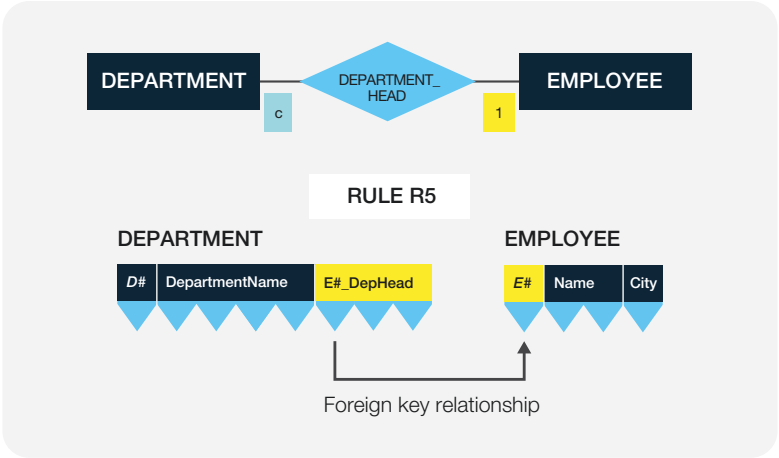 DEPARTMENT
DEPARTMENT_
HEAD
EMPLOYEE
c
1
RULE R5
DEPARTMENT
EMPLOYEE
D# DepartmentName E#_DepHead
E# Name City
Foreign key relationship